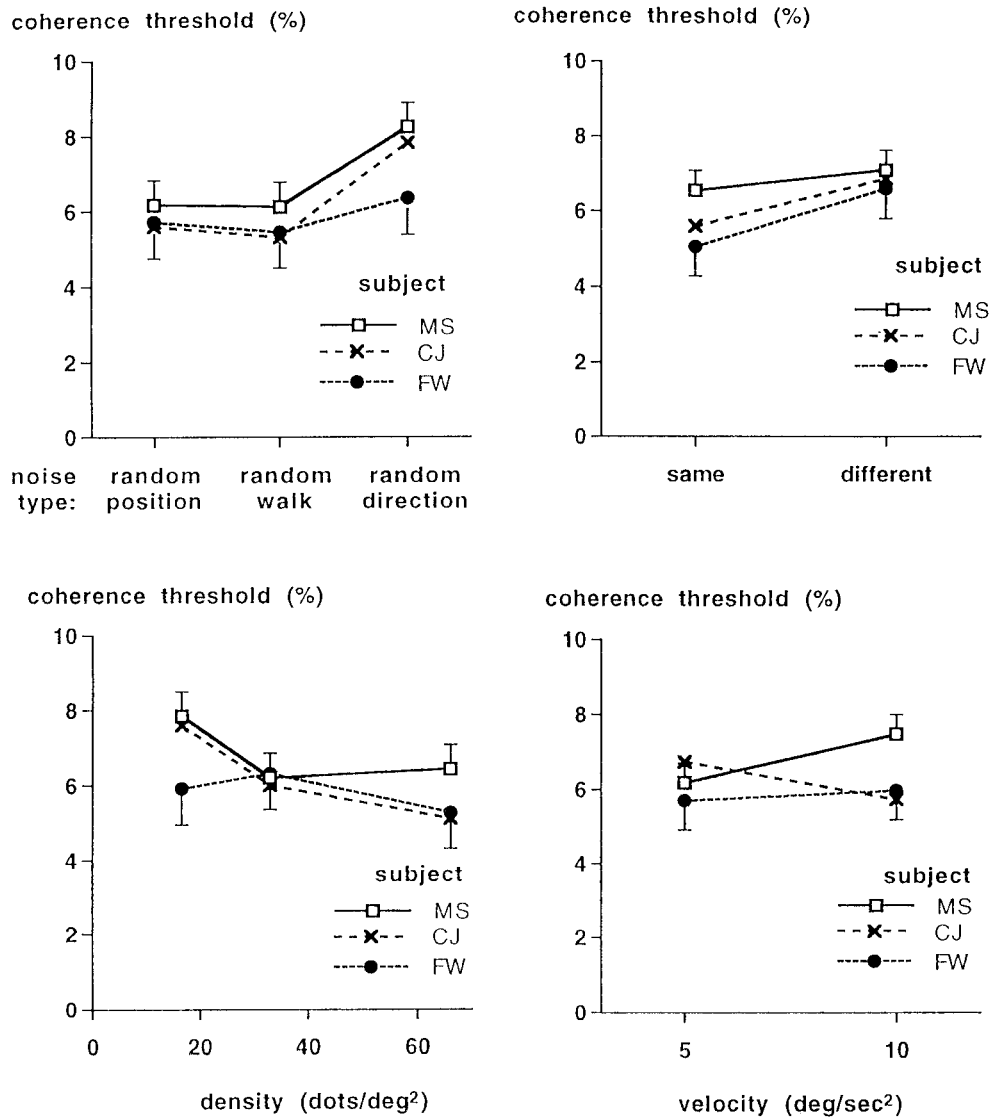 coherence threshold (%)
10
8
6
4
2
0
subject
MS
CJ
FW
noise type:
random position
random walk
random direction
coherence threshold (%)
10
8
6
4
2
0
subject
MS
CJ
FW
same different
coherence threshold (%)
10
8
6
4
2
0
subject
MS
CJ
FW
0 20 40 60
density (dots/deg²)
coherence threshold (%)
10
8
6
4
2
0
subject
MS
CJ
FW
5 10
velocity (deg/sec²)